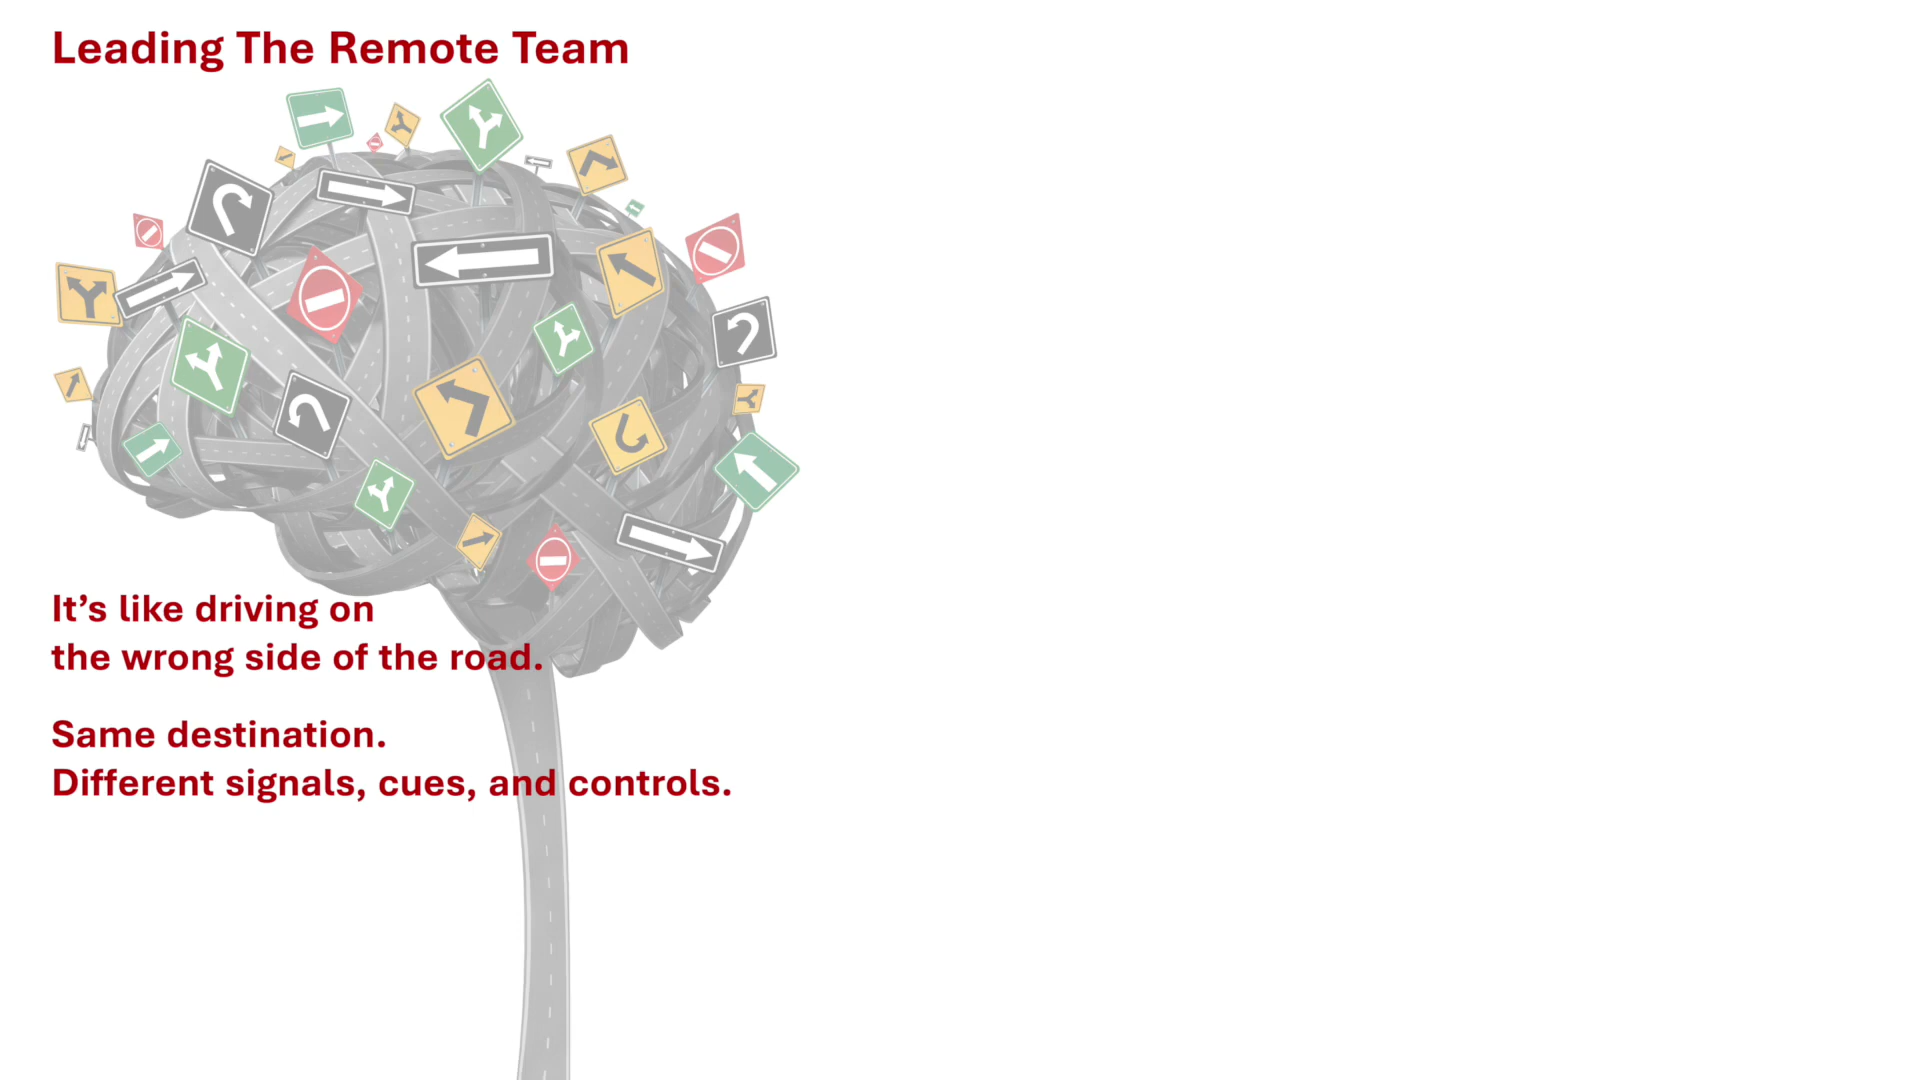 Leading The Remote Team
It’s like driving on
the wrong side of the road.
Same destination.
Different signals, cues, and controls.